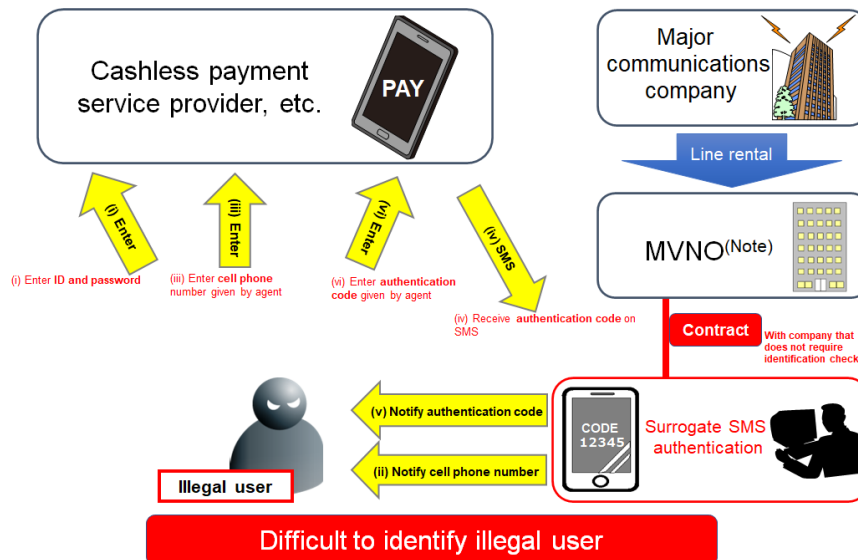 Cashless payment
service provider, etc.
PAY
Major
communications
company
Line rental
MVNO(Note)
(i) Enter
(iii) Enter
(vi) Enter
(iv) SMS
(i) Enter ID and password
(iii) Enter cell phone
number given by agent
(vi) Enter authentication
code given by agent
(iv) Receive authentication code on
SMS
Contract
With company that
does not require
identification check
(v) Notify authentication code
(ii) Notify cell phone number
CODE
12345
Surrogate SMS
authentication
Illegal user
Difficult to identify illegal user